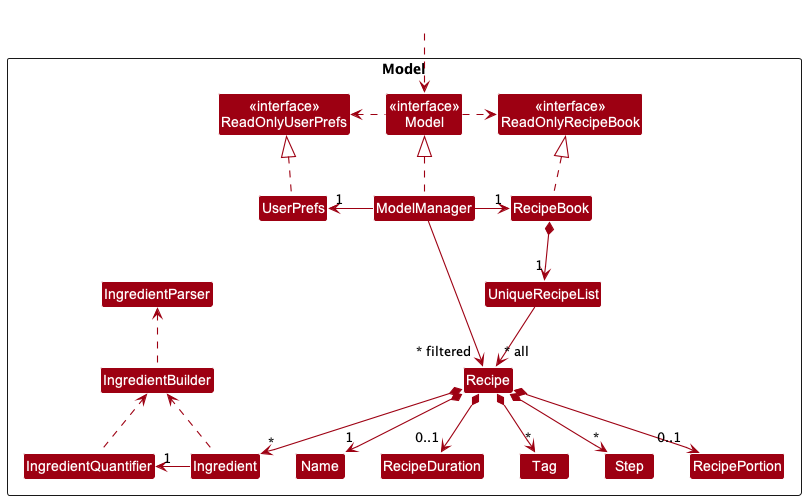 Model
«interface»
ReadOnlyUserPrefs
«interface»
Model
«interface»
ReadOnlyRecipeBook
UserPrefs
1
ModelManager
1
RecipeBook
1
IngredientParser
UniqueRecipeList
* filtered
* all
IngredientBuilder
Recipe
*
1
0..1
*
*
0..1
IngredientQuantifier
1
Ingredient
Name
RecipeDuration
Tag
Step
RecipePortion